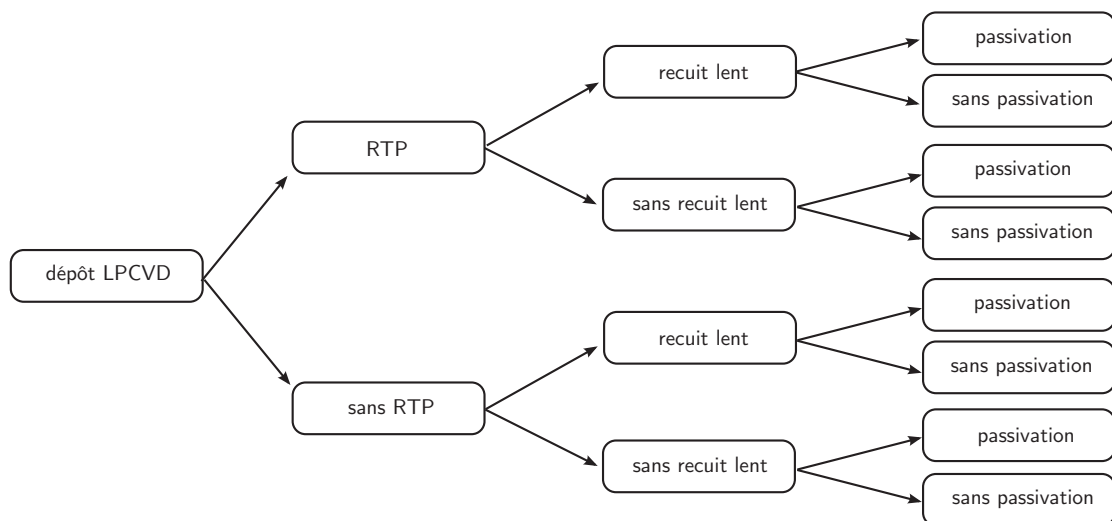 passivation
recuit lent
sans passivation
RTP
passivation
sans recuit lent
sans passivation
dépôt LPCVD
passivation
recuit lent
sans passivation
sans RTP
passivation
sans recuit lent
sans passivation